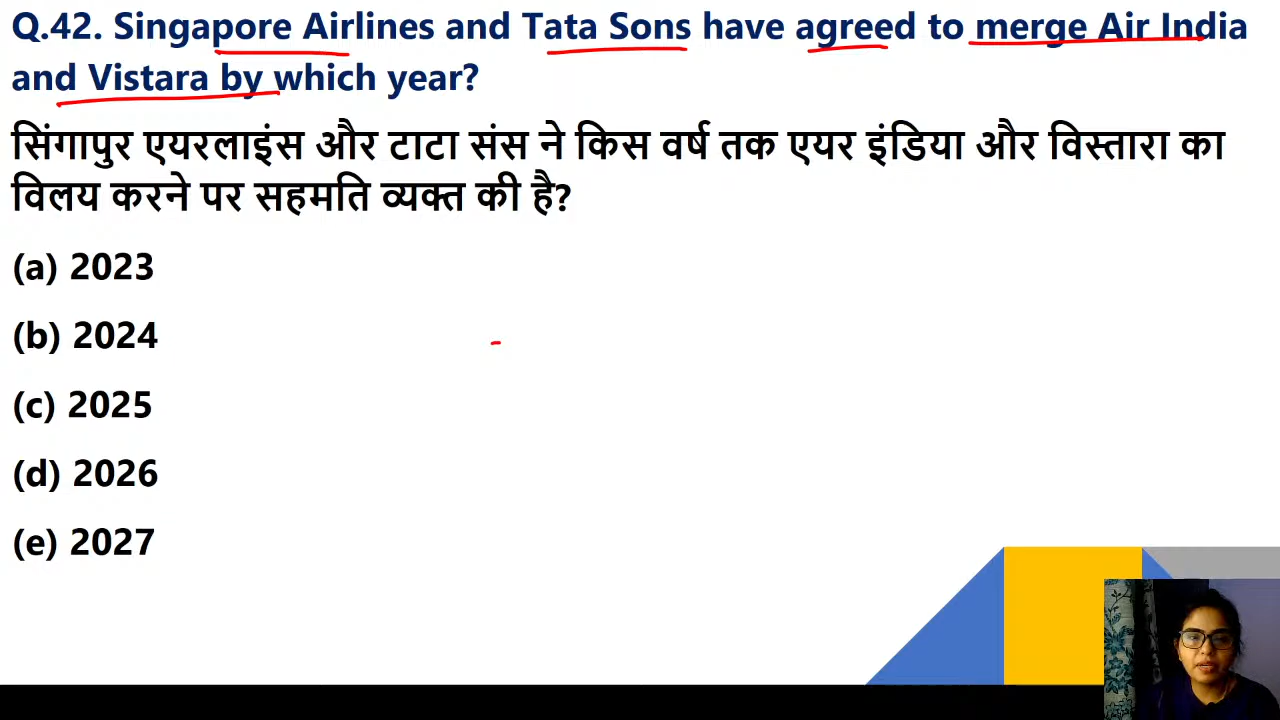 Q.42. Singapore Airlines and Tata Sons have agreed to merge Air India
and Vistara by which year?
सिंगापुर एयरलाइंस और टाटा संस ने किस वर्ष तक एयर इंडिया और विस्तारा का
विलय करने पर सहमति व्यक्त की है?
(a) 2023
(b) 2024
(c) 2025
(d) 2026
(e) 2027